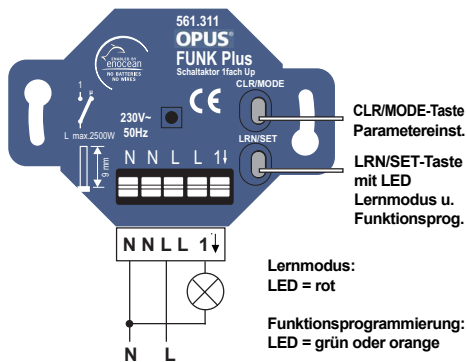 561.311
OPUS®
FUNK Plus
Schaltaktor 1fach Up
ENABLED BY
enocean
NO BATTERIES
NO WIRES
CLR/MODE
1
µ
L max.2500W
230V~
50Hz
CE
LRN/SET
9 mm
N N L L 1↓
CLR/MODE-Taste
Parametereinst.
LRN/SET-Taste
mit LED
Lernmodus u.
Funktionsprog.
N N L L 1↓
N L
Lernmodus:
LED = rot
Funktionsprogrammierung:
LED = grün oder orange